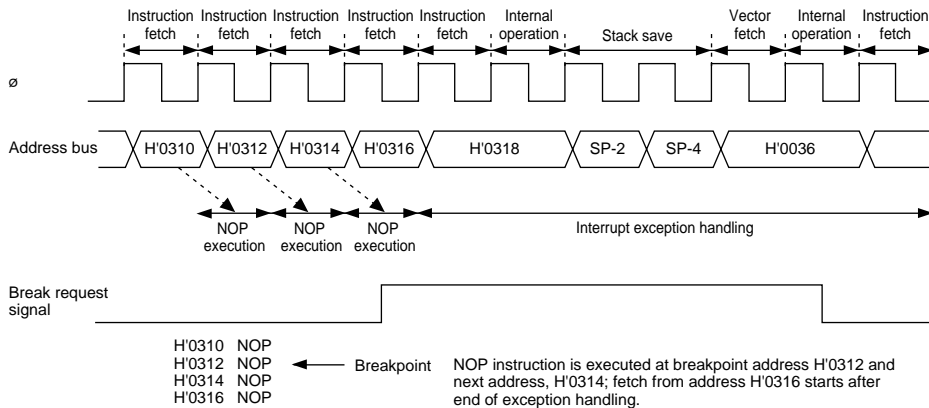 Instruction Instruction Instruction Instruction Instruction Internal Vector Internal Instruction
fetch fetch fetch fetch fetch operation Stack save fetch operation fetch
ø
Address bus H'0310 H'0312 H'0314 H'0316 H'0318 SP-2 SP-4 H'0036
NOP NOP NOP Interrupt exception handling
execution execution execution
Break request
signal
H'0310 NOP
H'0312 NOP Breakpoint
H'0314 NOP
H'0316 NOP
NOP instruction is executed at breakpoint address H'0312 and
next address, H'0314; fetch from address H'0316 starts after
end of exception handling.